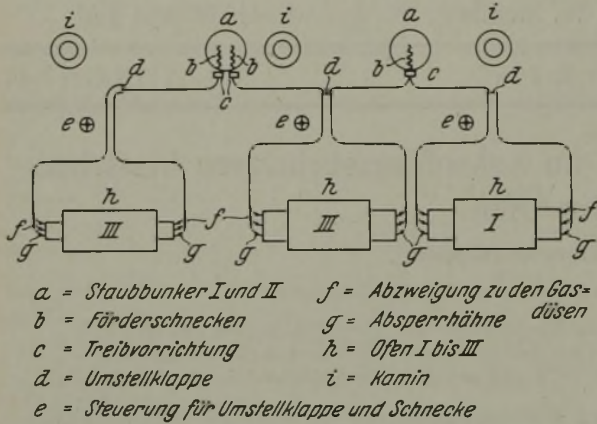 i a i a i
d b b d b c d
c
e e e
h h h
f III f III I f
g g g g g
a = Staubbunker I und II f = Abzweigung zu den Gas=
b = Förderschnecken g = Absperrhähne düsen
c = Treibvorrichtung h = Ofen I bis III
d = Umstellklappe i = Kamin
e = Steuerung für Umstellklappe und Schnecke